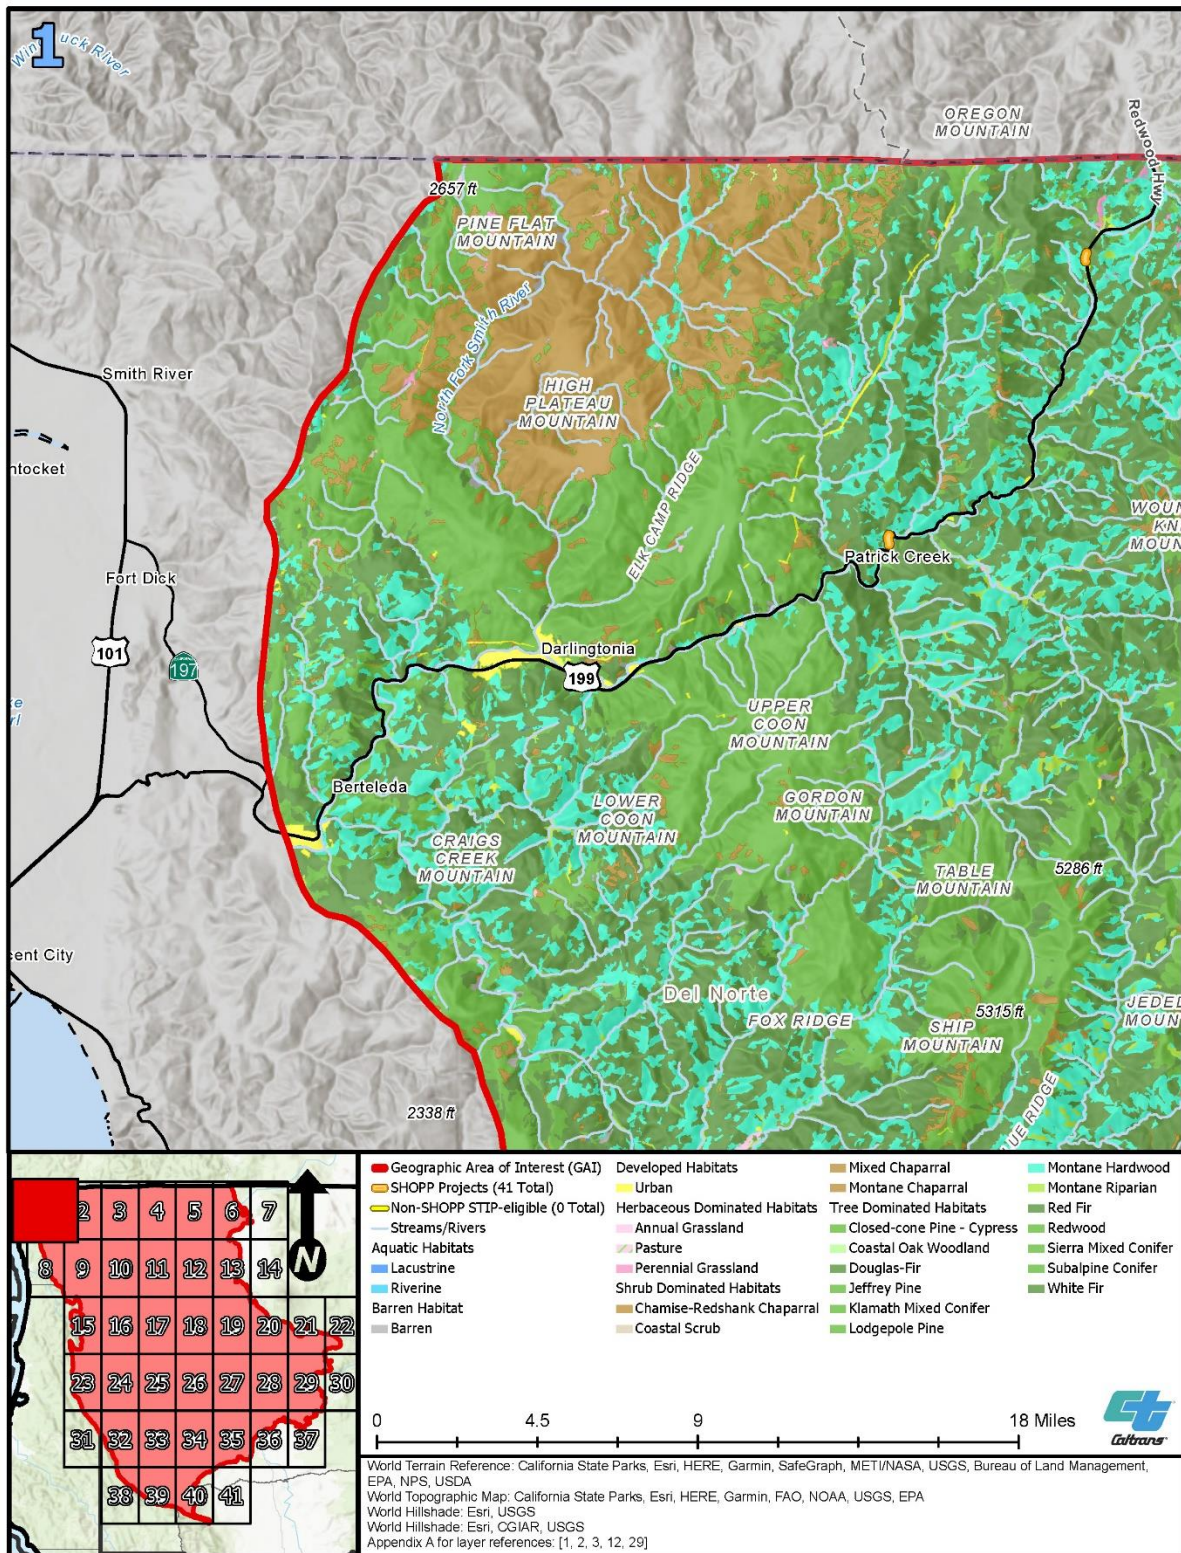 1
Wind
uck River
OREGON
MOUNTAIN
Redwood Hwy
2657 ft
PINE FLAT
MOUNTAIN
North Fork Smith River
Smith River
HIGH
PLATEAU
MOUNTAIN
ntocket
ELK CAMP RIDGE
WOUN
KNI
MOUN
Patrick Creek
Fort Dick
101
197
Darlingtonia
199
ke
rl
UPPER
COON
MOUNTAIN
Berteleda
LOWER
COON
MOUNTAIN
GORDON
MOUNTAIN
CRAIGS
CREEK
MOUNTAIN
TABLE
MOUNTAIN
5286 ft
cent City
Del Norte
FOX RIDGE
5315 ft
SHIP
MOUNTAIN
JEDED
MOUN
UE RIDGE
2338 ft
2 3 4 5 6 7
8 9 10 11 12 13 14
15 16 17 18 19 20 21 22
23 24 25 26 27 28 29 30
31 32 33 34 35 36 37
38 39 40 41
N
Geographic Area of Interest (GAI)
SHOPP Projects (41 Total)
Non-SHOPP STIP-eligible (0 Total)
Streams/Rivers
Aquatic Habitats
Lacustrine
Riverine
Barren Habitat
Barren
Developed Habitats
Urban
Herbaceous Dominated Habitats
Annual Grassland
Pasture
Perennial Grassland
Shrub Dominated Habitats
Chamise-Redshank Chaparral
Coastal Scrub
Mixed Chaparral
Montane Chaparral
Tree Dominated Habitats
Closed-cone Pine - Cypress
Coastal Oak Woodland
Douglas-Fir
Jeffrey Pine
Klamath Mixed Conifer
Lodgepole Pine
Montane Hardwood
Montane Riparian
Red Fir
Redwood
Sierra Mixed Conifer
Subalpine Conifer
White Fir
0 4.5 9 18 Miles
Caltrans
World Terrain Reference: California State Parks, Esri, HERE, Garmin, SafeGraph, METI/NASA, USGS, Bureau of Land Management,
EPA, NPS, USDA
World Topographic Map: California State Parks, Esri, HERE, Garmin, FAO, NOAA, USGS, EPA
World Hillshade: Esri, USGS
World Hillshade: Esri, CGIAR, USGS
Appendix A for layer references: [1, 2, 3, 12, 29]